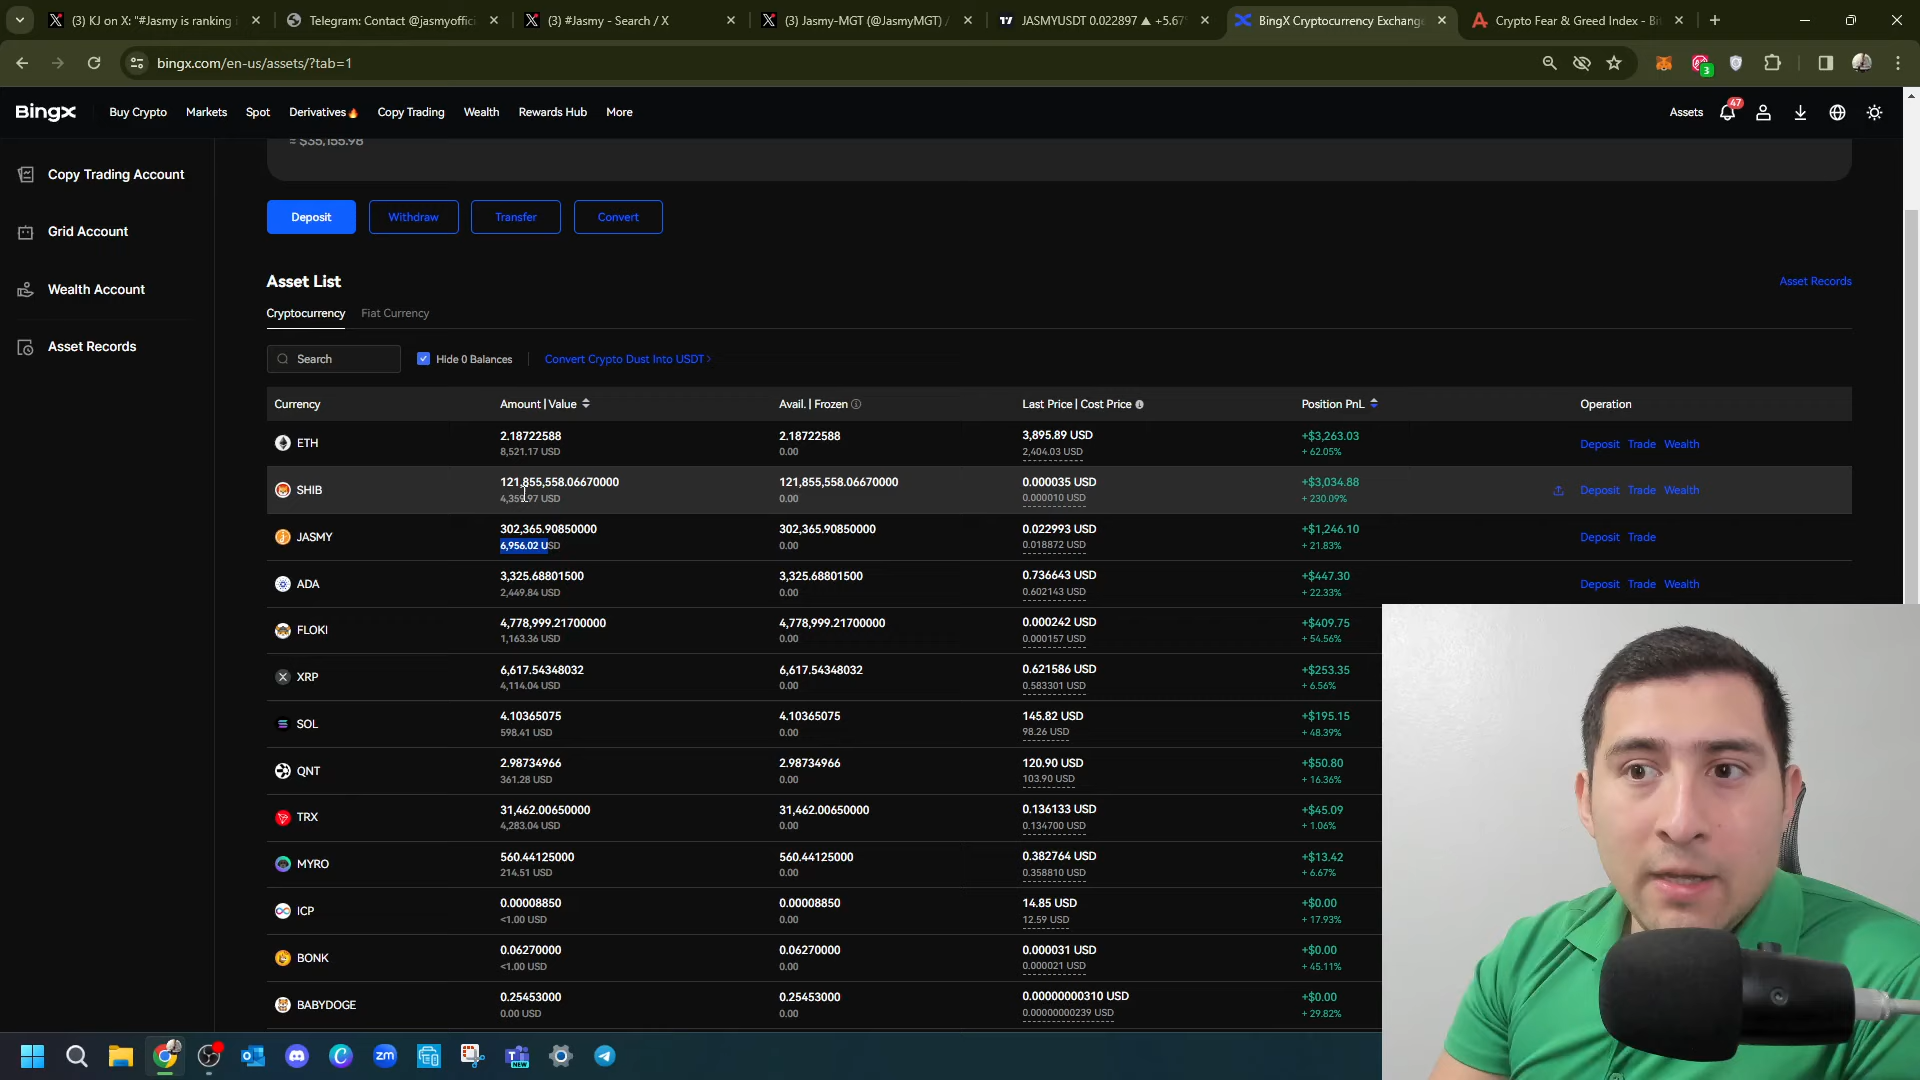 (3) KJ on X: "#Jasmy is ranking
Telegram: Contact @jasmyoffici
(3) #Jasmy - Search / X
(3) Jasmy-MGT (@JasmyMGT) /
JASMYUSDT 0.022897 ▲ +5.67
BingX Cryptocurrency Exchang
Crypto Fear & Greed Index - Bi
bingx.com/en-us/assets/?tab=1
3
BingX
Buy Crypto
Markets
Spot
Derivatives
Copy Trading
Wealth
Rewards Hub
More
Assets
47
Copy Trading Account
Grid Account
Wealth Account
Asset Records
≈ $35,155.98
Deposit
Withdraw
Transfer
Convert
Asset List
Asset Records
Cryptocurrency
Fiat Currency
Search
Hide 0 Balances
Convert Crypto Dust Into USDT
Currency
Amount | Value
Avail. | Frozen
Last Price | Cost Price
Position PnL
Operation
ETH
2.18722588
8,521.17 USD
2.18722588
0.00
3,895.89 USD
2,404.03 USD
+$3,263.03
+ 62.05%
Deposit Trade Wealth
SHIB
121,855,558.06670000
4,359.97 USD
121,855,558.06670000
0.00
0.000035 USD
0.000010 USD
+$3,034.88
+ 230.09%
Deposit Trade Wealth
JASMY
302,365.90850000
6,956.02 USD
302,365.90850000
0.00
0.022993 USD
0.018872 USD
+$1,246.10
+ 21.83%
Deposit Trade
ADA
3,325.68801500
2,449.84 USD
3,325.68801500
0.00
0.736643 USD
0.602143 USD
+$447.30
+ 22.33%
Deposit Trade Wealth
FLOKI
4,778,999.21700000
1,163.36 USD
4,778,999.21700000
0.00
0.000242 USD
0.000157 USD
+$409.75
+ 54.56%
XRP
6,617.54348032
4,114.04 USD
6,617.54348032
0.00
0.621586 USD
0.583301 USD
+$253.35
+ 6.56%
SOL
4.10365075
598.41 USD
4.10365075
0.00
145.82 USD
98.26 USD
+$195.15
+ 48.39%
QNT
2.98734966
361.28 USD
2.98734966
0.00
120.90 USD
103.90 USD
+$50.80
+ 16.36%
TRX
31,462.00650000
4,283.04 USD
31,462.00650000
0.00
0.136133 USD
0.134700 USD
+$45.09
+ 1.06%
MYRO
560.44125000
214.51 USD
560.44125000
0.00
0.382764 USD
0.358810 USD
+$13.42
+ 6.67%
ICP
0.00008850
<1.00 USD
0.00008850
0.00
14.85 USD
12.59 USD
+$0.00
+ 17.93%
BONK
0.06270000
<1.00 USD
0.06270000
0.00
0.000031 USD
0.000021 USD
+$0.00
+ 45.11%
BABYDOGE
0.25453000
0.00 USD
0.25453000
0.00
0.00000000310 USD
0.00000000239 USD
+$0.00
+ 29.82%
zm
NEW